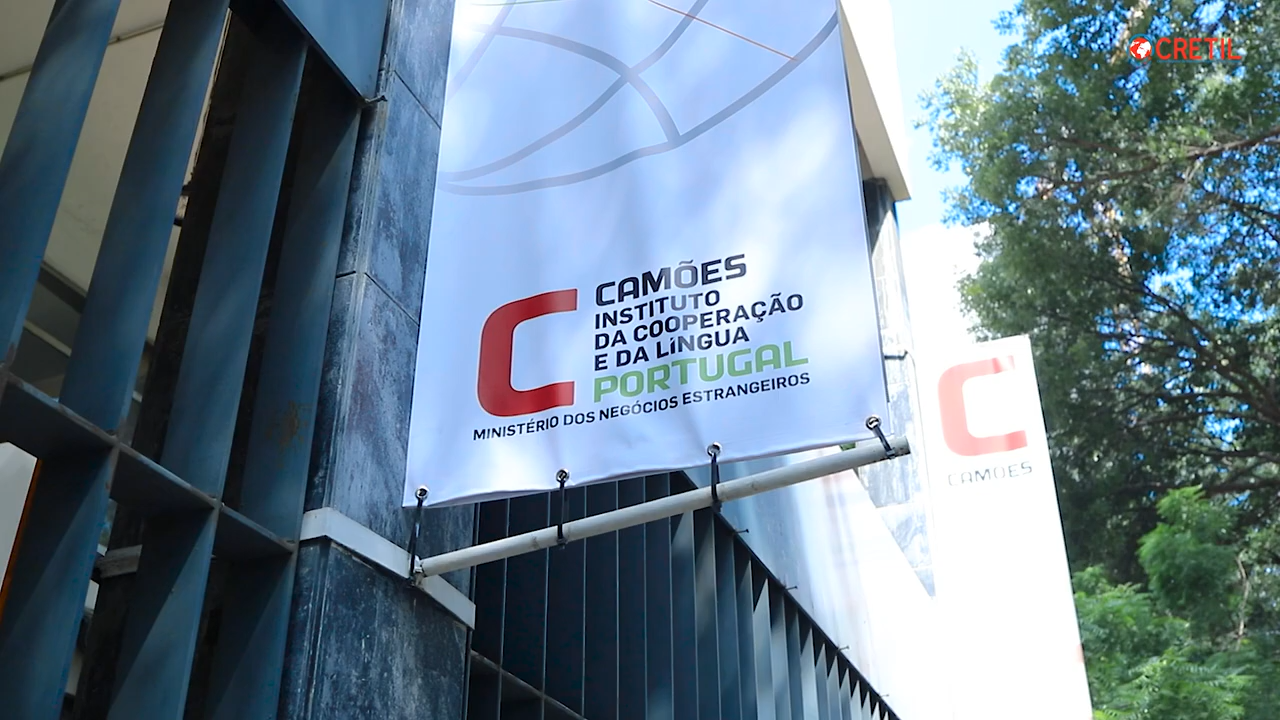 CRETIL
C
CAMÕES
INSTITUTO
DA COOPERAÇÃO
E DA LÍNGUA
PORTUGAL
MINISTÉRIO DOS NEGÓCIOS ESTRANGEIROS
C
CAMÕES